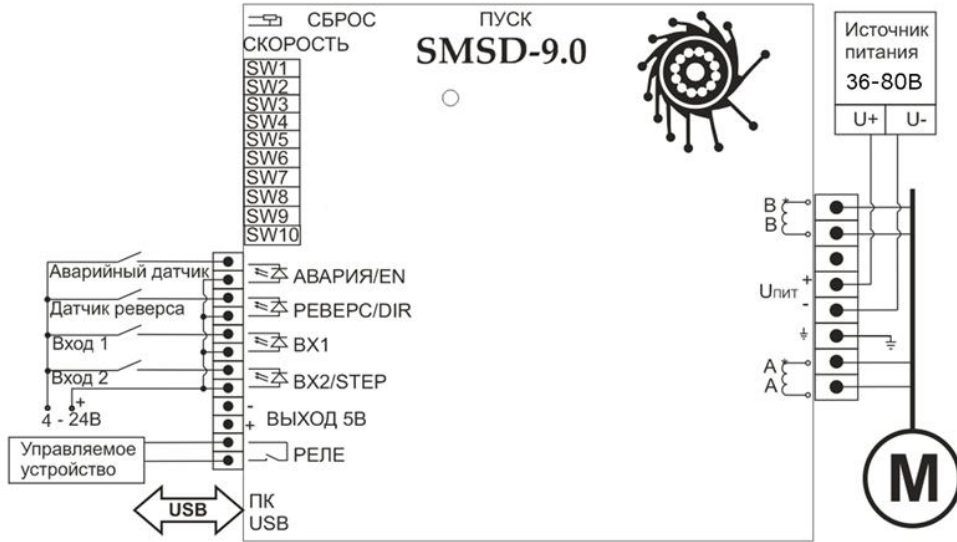 СБРОС
ПУСК
СКОРОСТЬ
SMSD-9.0
SW1
SW2
SW3
SW4
SW5
SW6
SW7
SW8
SW9
SW10
Источник
питания
36-80В
U+ U-
B *
B
Uпит + -
A *
A
Аварийный датчик
АВАРИЯ/EN
Датчик реверса
РЕВЕРС/DIR
Вход 1
ВХ1
Вход 2
ВХ2/STEP
+
4 - 24В
- + ВЫХОД 5В
Управляемое
устройство
РЕЛЕ
USB
ПК
USB
M